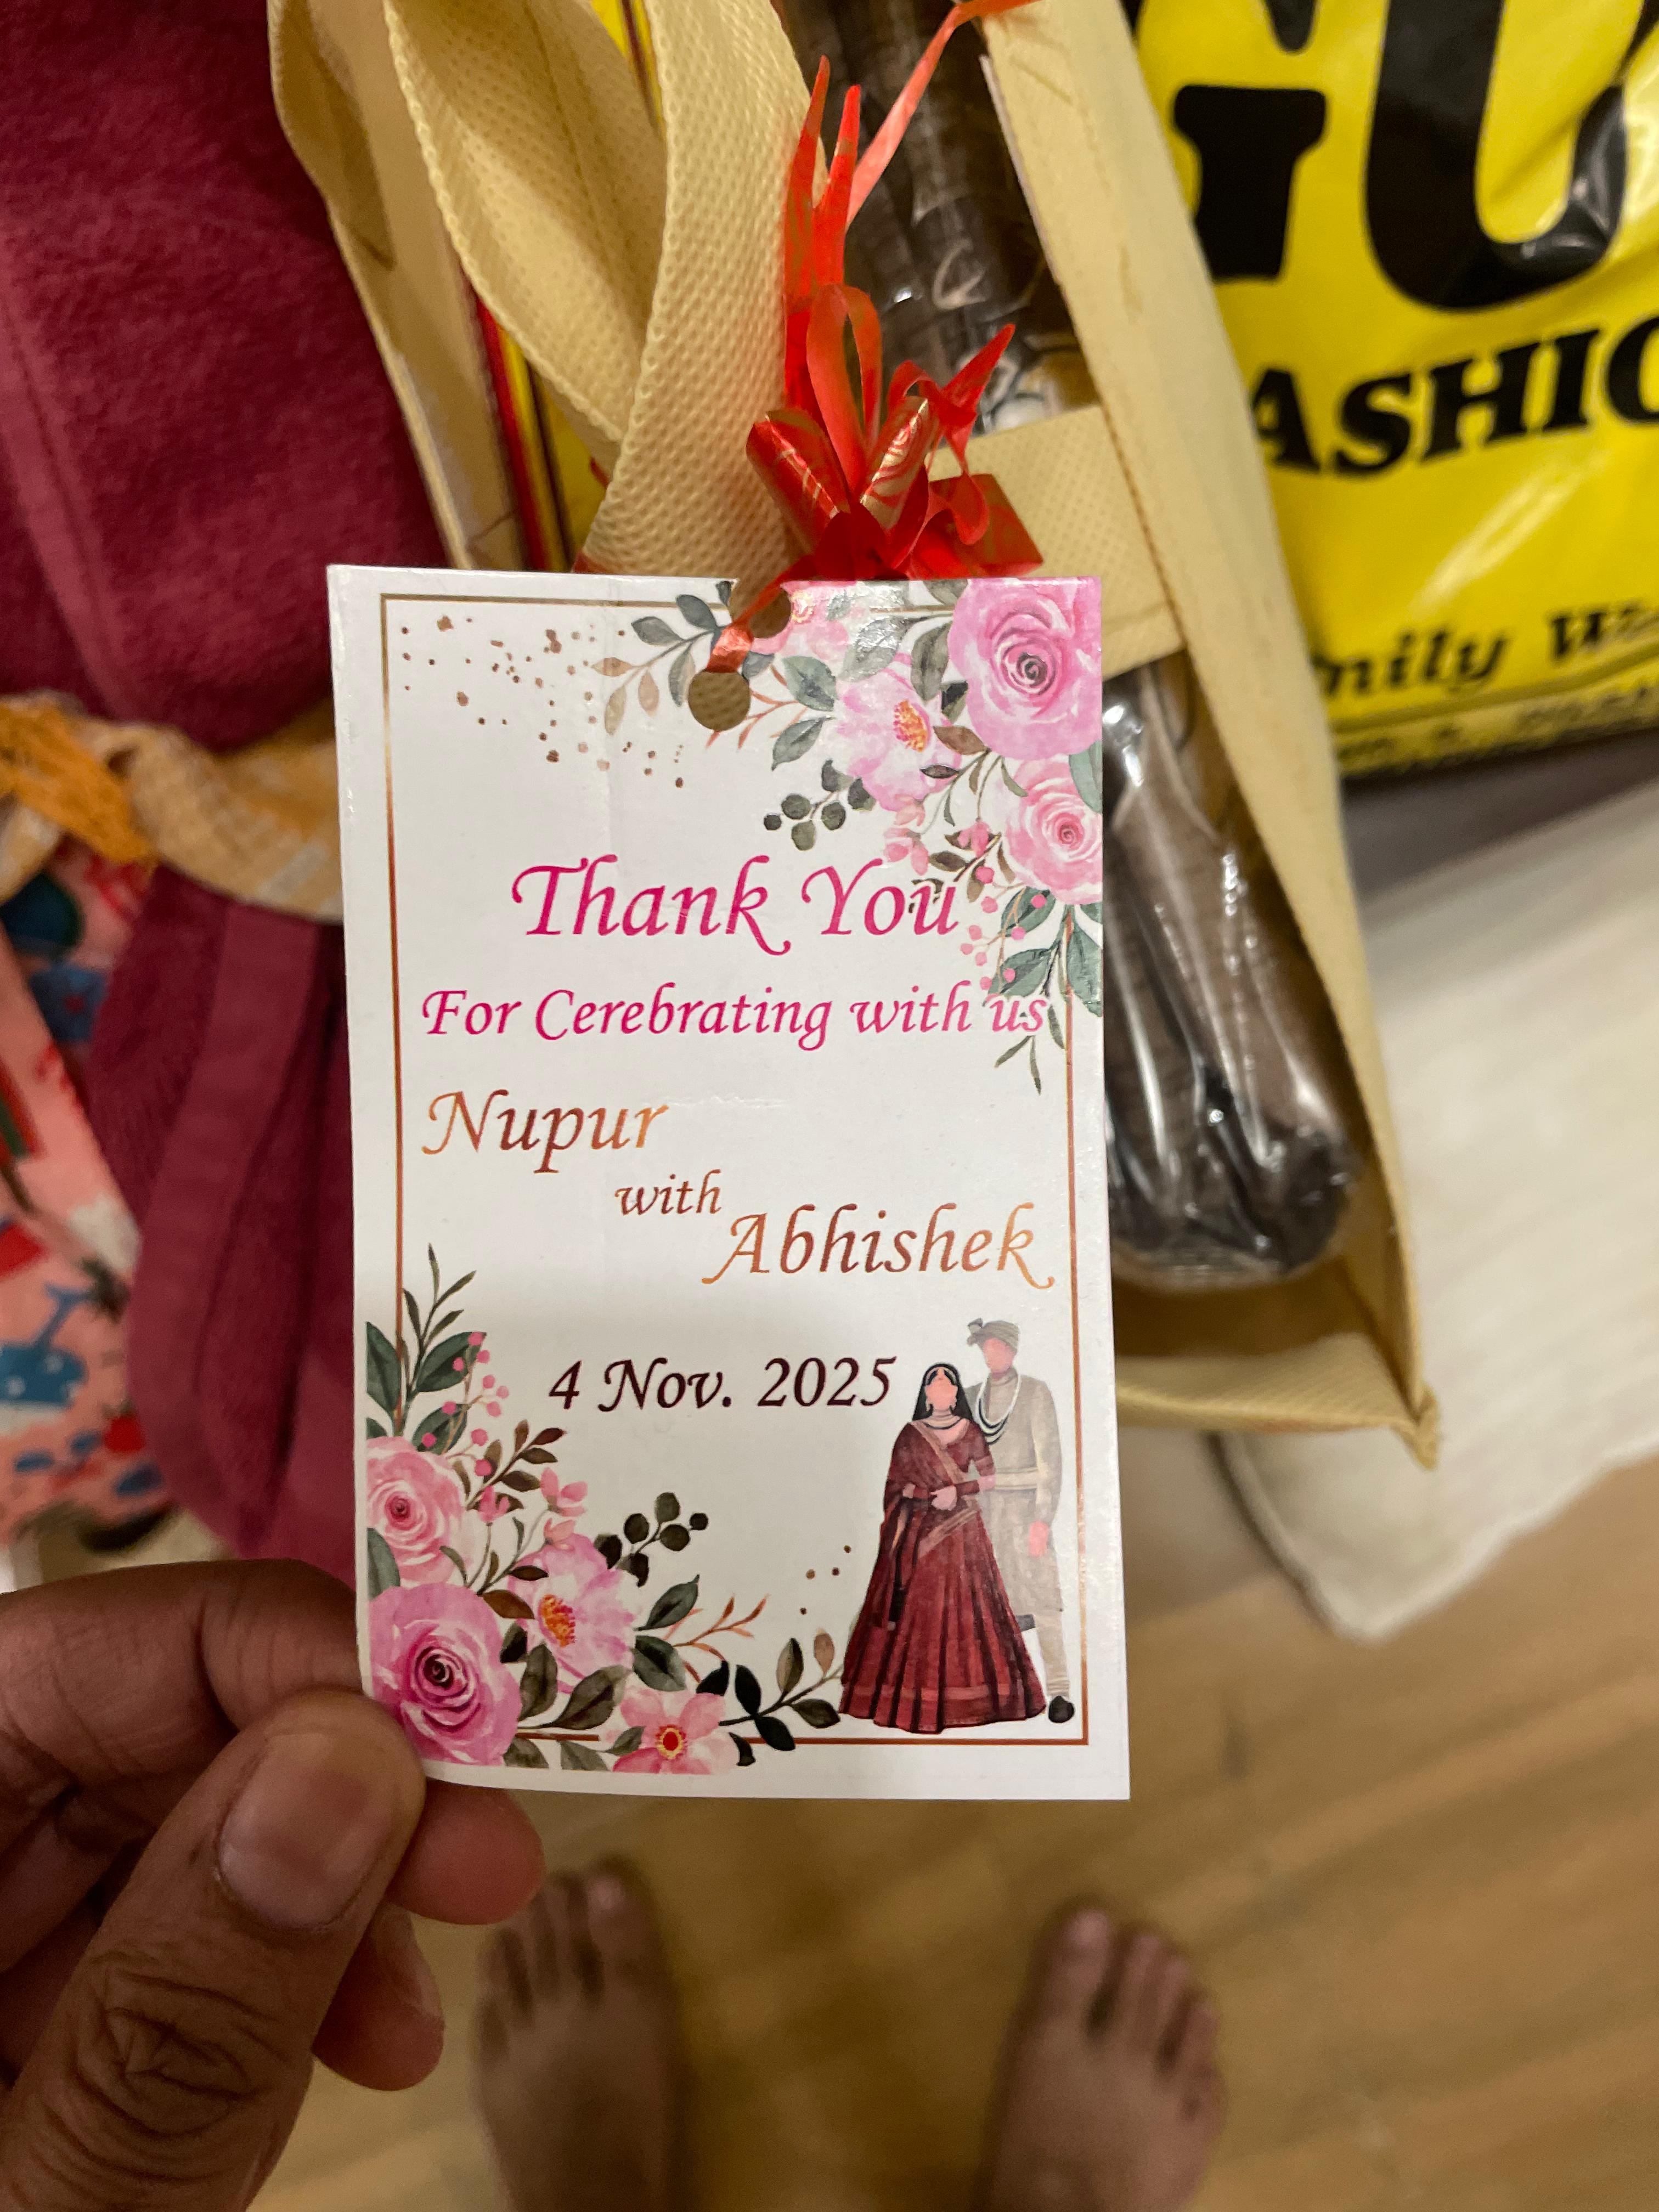 Thank You
For Cerebrating with us
Nupur
with
Abhishek
4 Nov. 2025